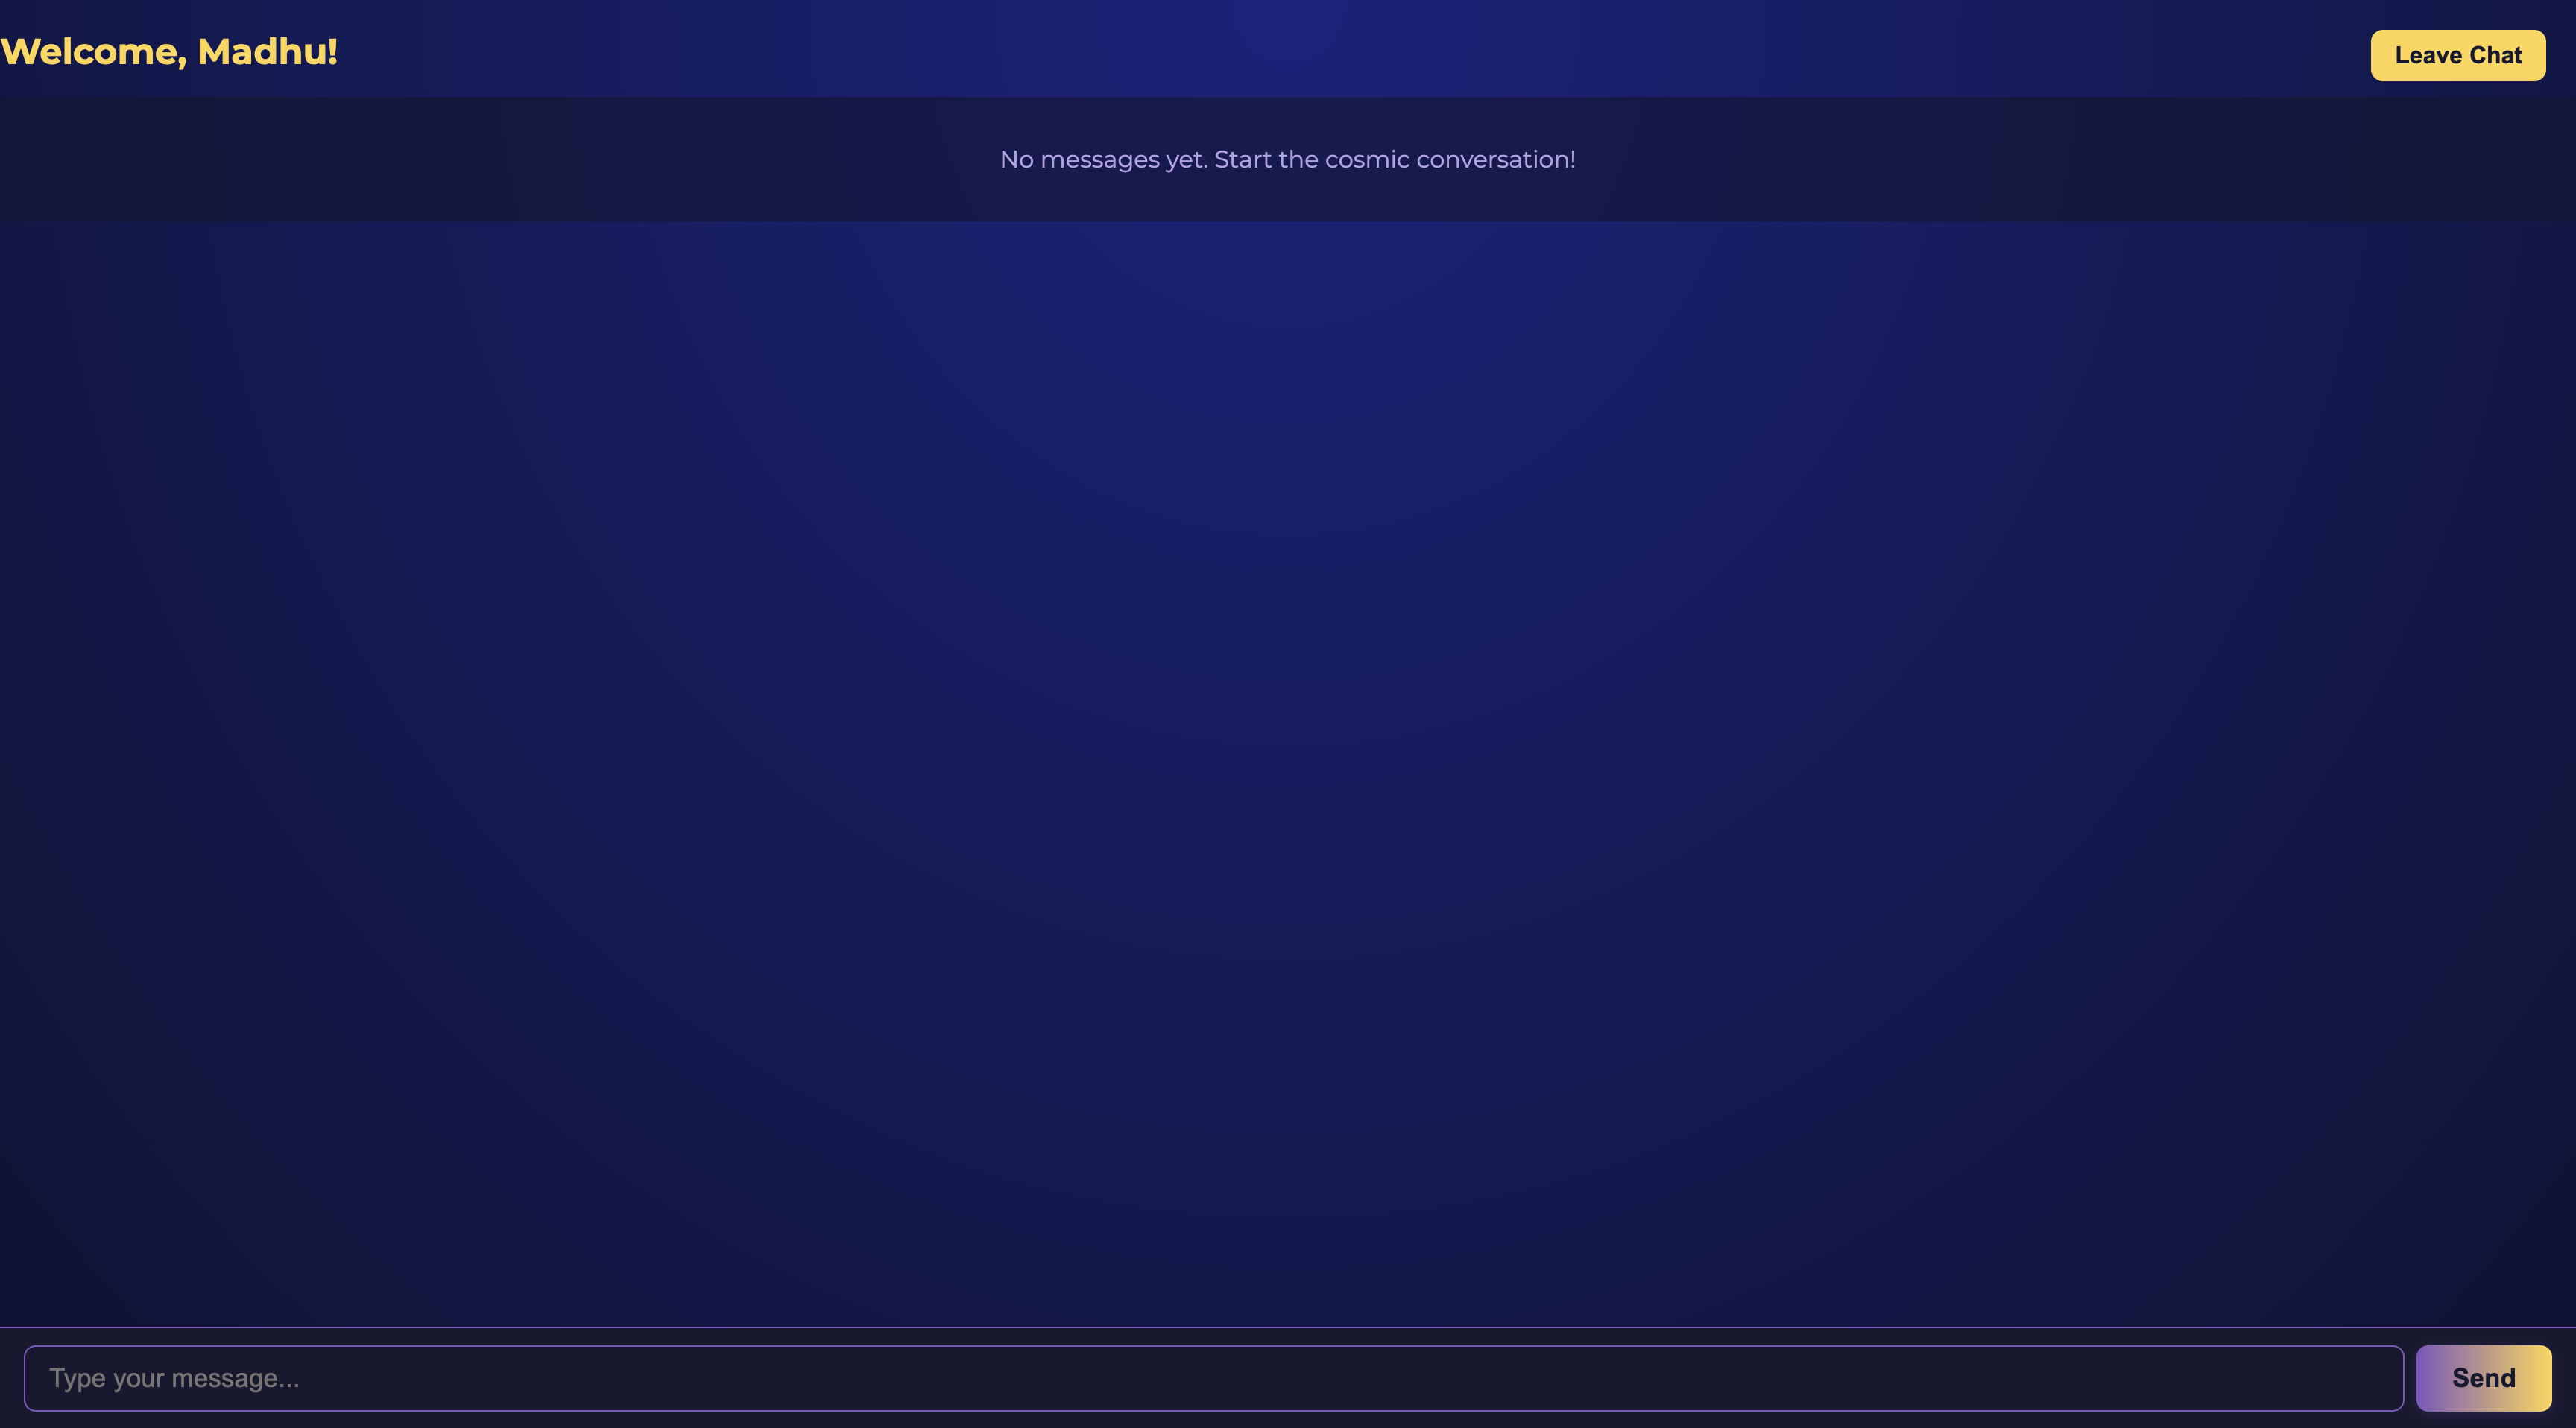 Welcome, Madhu!
Leave Chat
No messages yet. Start the cosmic conversation!
Type your message...
Send